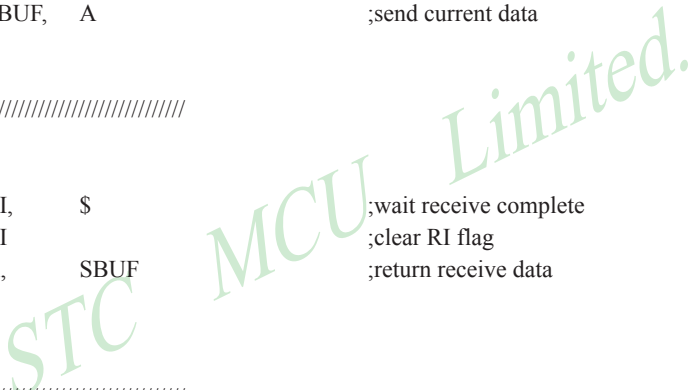 BUF, A ;send current data
////////////////////////////
I, $ ;wait receive complete
I ;clear RI flag
, SBUF ;return receive data
STC MCU Limited.